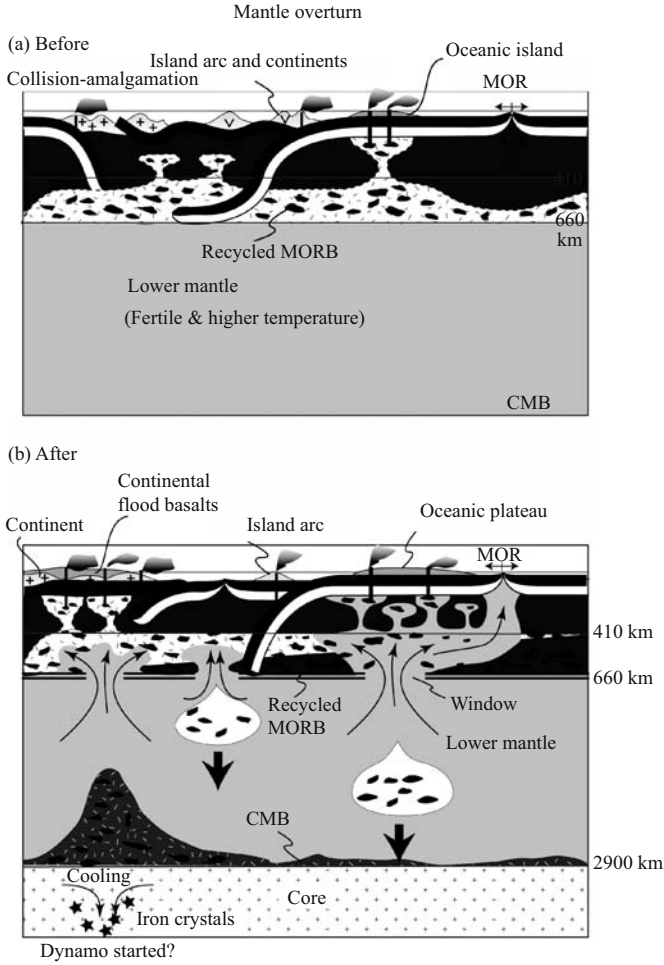 Mantle overturn
(a) Before
Oceanic island
Island arc and continents
Collision-amalgamation
MOR
+ + + + +
V V
410
660
km
Recycled MORB
Lower mantle
(Fertile & higher temperature)
CMB
(b) After
Continental
flood basalts
Oceanic plateau
Continent
Island arc
MOR
410 km
660 km
Recycled
MORB
Window
Lower mantle
CMB
2900 km
Cooling
Core
Iron crystals
Dynamo started?